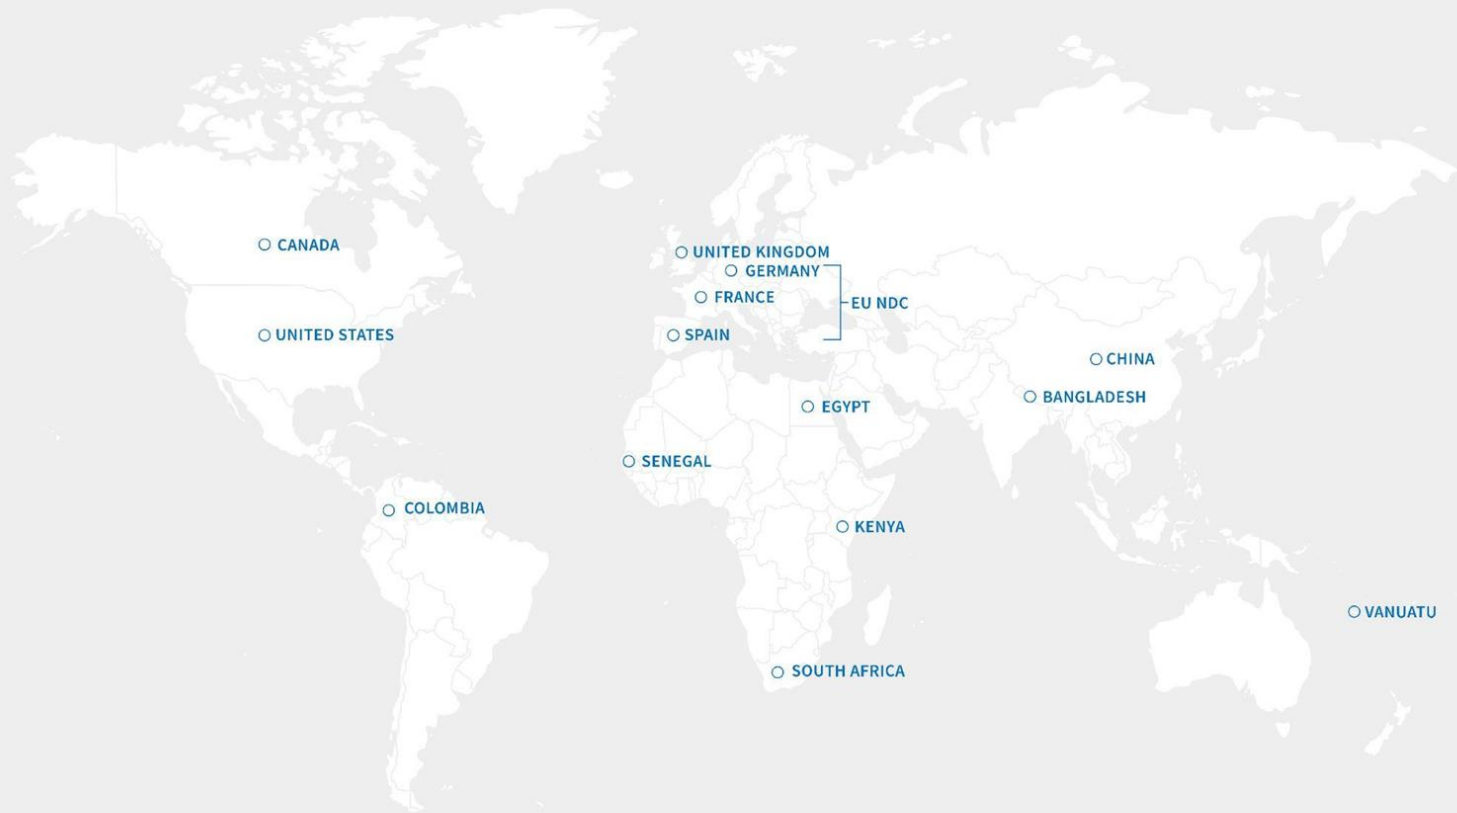 CANADA
UNITED KINGDOM
GERMANY
FRANCE
EU NDC
UNITED STATES
SPAIN
CHINA
BANGLADESH
EGYPT
SENEGAL
COLOMBIA
KENYA
VANUATU
SOUTH AFRICA